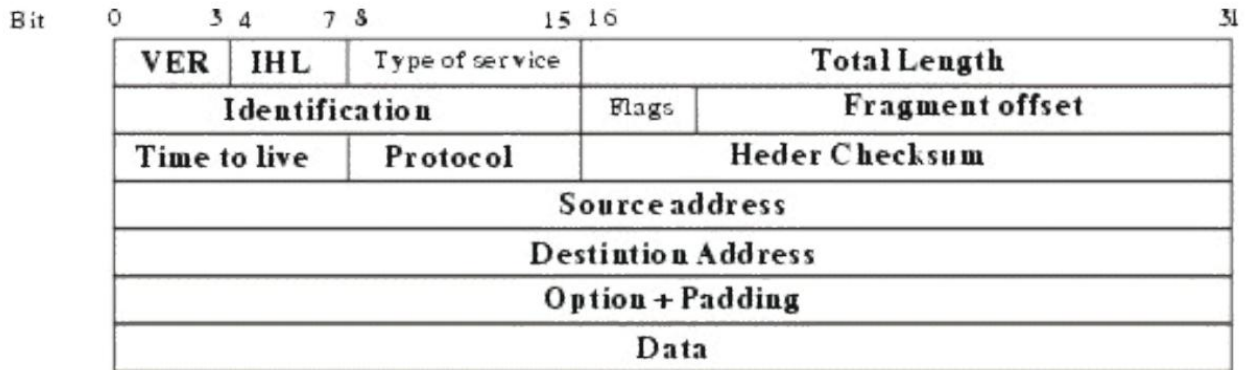 Bit 0 3 4 7 8 15 16 31
VER IHL Type of service Total Length
Identification Flags Fragment offset
Time to live Protocol Heder Checksum
Source address
Destintion Address
Option + Padding
Data